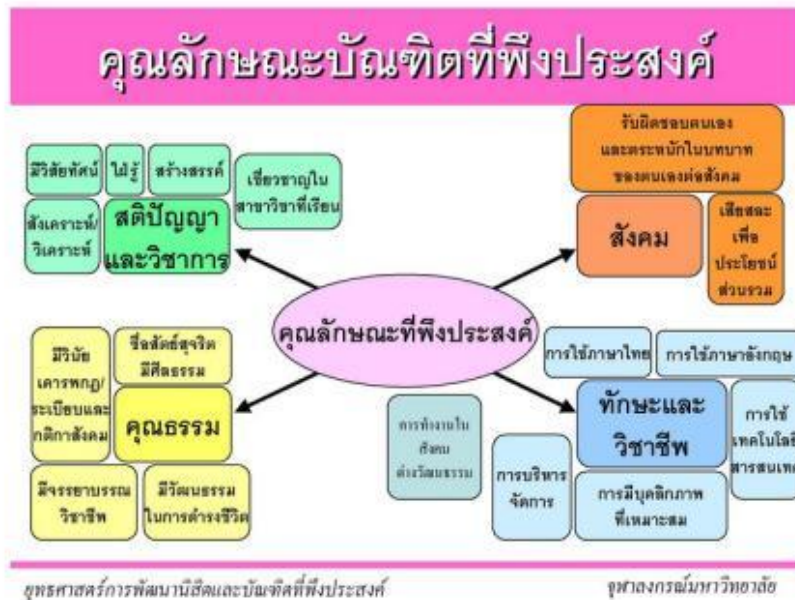 คุณลักษณะบัณฑิตที่พึงประสงค์
มีวิสัยทัศน์
ใฝ่รู้
สร้างสรรค์
เชี่ยวชาญใน
สาขาวิชาที่เรียน
สังเคราะห์/
วิเคราะห์
สติปัญญา
และวิชาการ
รับผิดชอบตนเอง
และตระหนักในบทบาท
ของตนเองต่อสังคม
สังคม
เสียสละ
เพื่อ
ประโยชน์
ส่วนรวม
คุณลักษณะที่พึงประสงค์
มีวินัย
เคารพกฎ/
ระเบียบและ
กติกาสังคม
ซื่อสัตย์สุจริต
มีศีลธรรม
คุณธรรม
มีจรรยาบรรณ
วิชาชีพ
มีวัฒนธรรม
ในการดำรงชีวิต
การใช้ภาษาไทย
การใช้ภาษาอังกฤษ
ทักษะและ
วิชาชีพ
การใช้
เทคโนโลยี
สารสนเทศ
การทำงานใน
สังคม
ต่างวัฒนธรรม
การบริหาร
จัดการ
การมีบุคลิกภาพ
ที่เหมาะสม
ยุทธศาสตร์การพัฒนานิสิตและบัณฑิตที่พึงประสงค์
จุฬาลงกรณ์มหาวิทยาลัย